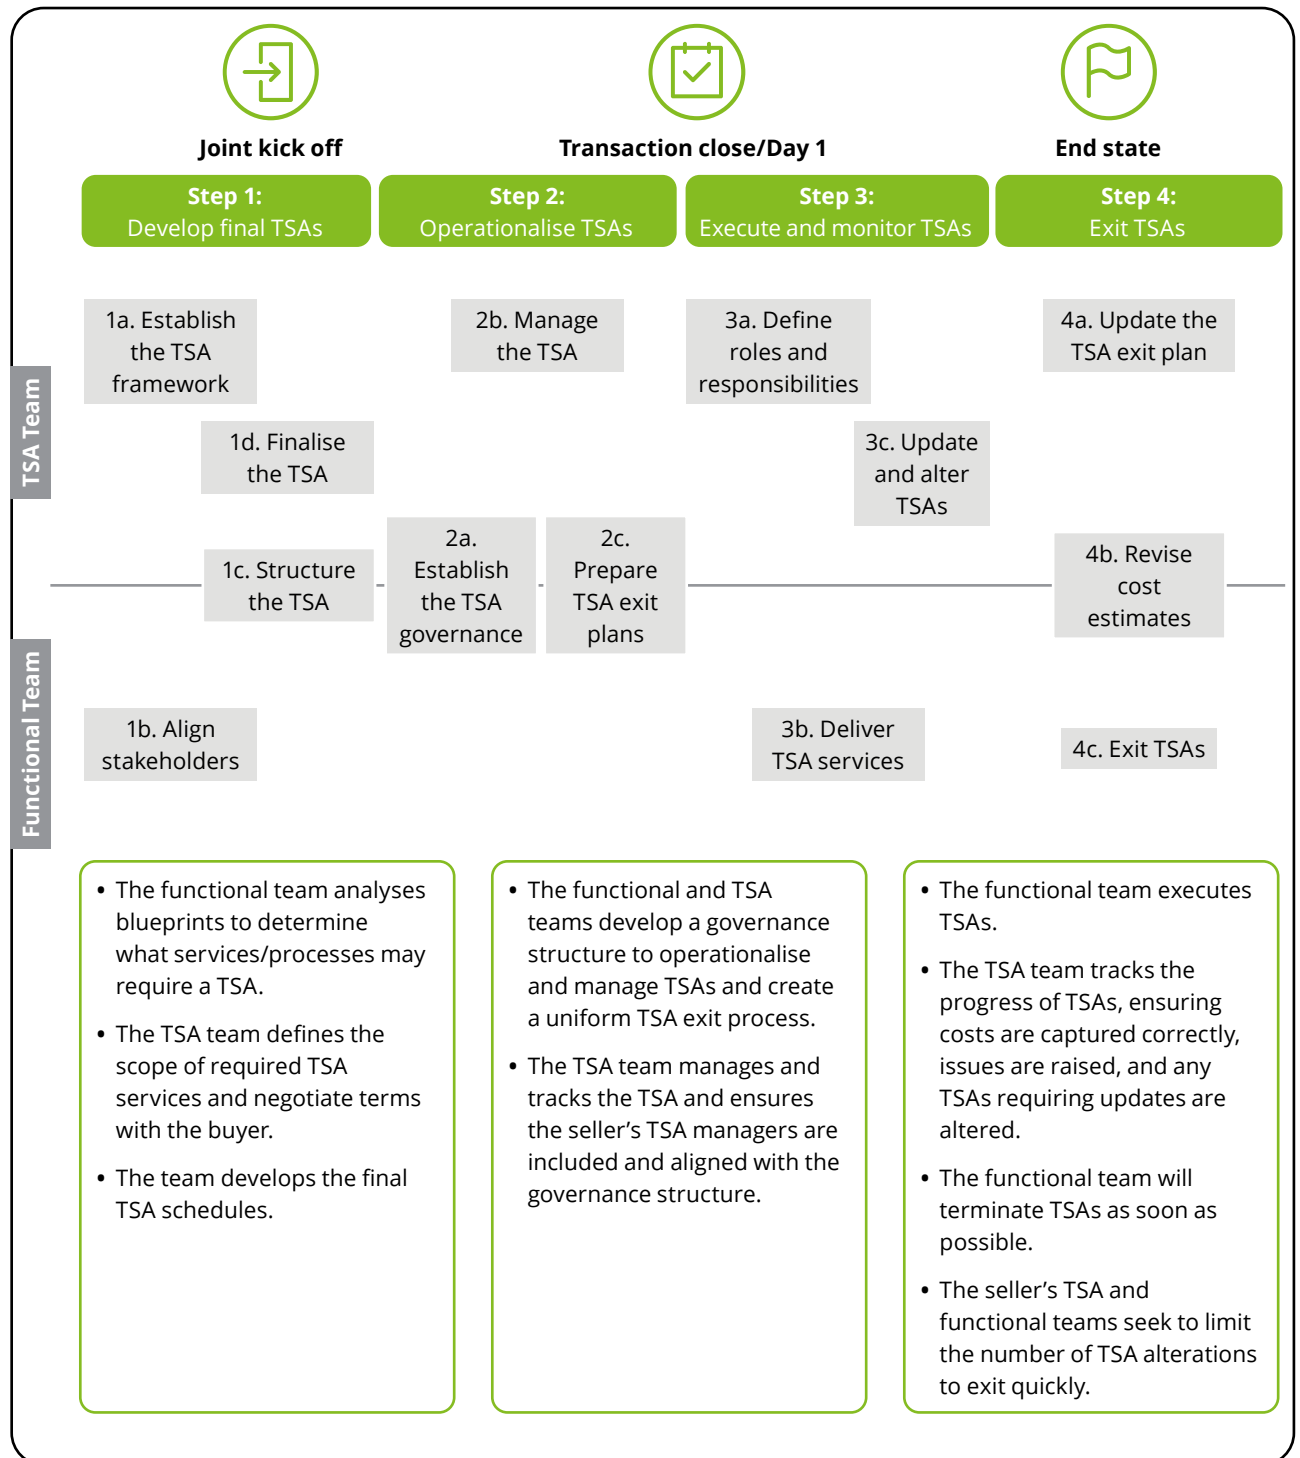 Joint kick off
Transaction close/Day 1
End state
Step 1:
Develop final TSAs
Step 2:
Operationalise TSAs
Step 3:
Execute and monitor TSAs
Step 4:
Exit TSAs
TSA Team
1a. Establish
the TSA
framework
2b. Manage
the TSA
3a. Define
roles and
responsibilities
4a. Update the
TSA exit plan
1d. Finalise
the TSA
3c. Update
and alter
TSAs
1c. Structure
the TSA
2a.
Establish
the TSA
governance
2c.
Prepare
TSA exit
plans
4b. Revise
cost
estimates
Functional Team
1b. Align
stakeholders
3b. Deliver
TSA services
4c. Exit TSAs
• The functional team analyses
blueprints to determine
what services/processes may
require a TSA.
• The TSA team defines the
scope of required TSA
services and negotiate terms
with the buyer.
• The team develops the final
TSA schedules.
• The functional and TSA
teams develop a governance
structure to operationalise
and manage TSAs and create
a uniform TSA exit process.
• The TSA team manages and
tracks the TSA and ensures
the seller’s TSA managers are
included and aligned with the
governance structure.
• The functional team executes
TSAs.
• The TSA team tracks the
progress of TSAs, ensuring
costs are captured correctly,
issues are raised, and any
TSAs requiring updates are
altered.
• The functional team will
terminate TSAs as soon as
possible.
• The seller’s TSA and
functional teams seek to limit
the number of TSA alterations
to exit quickly.